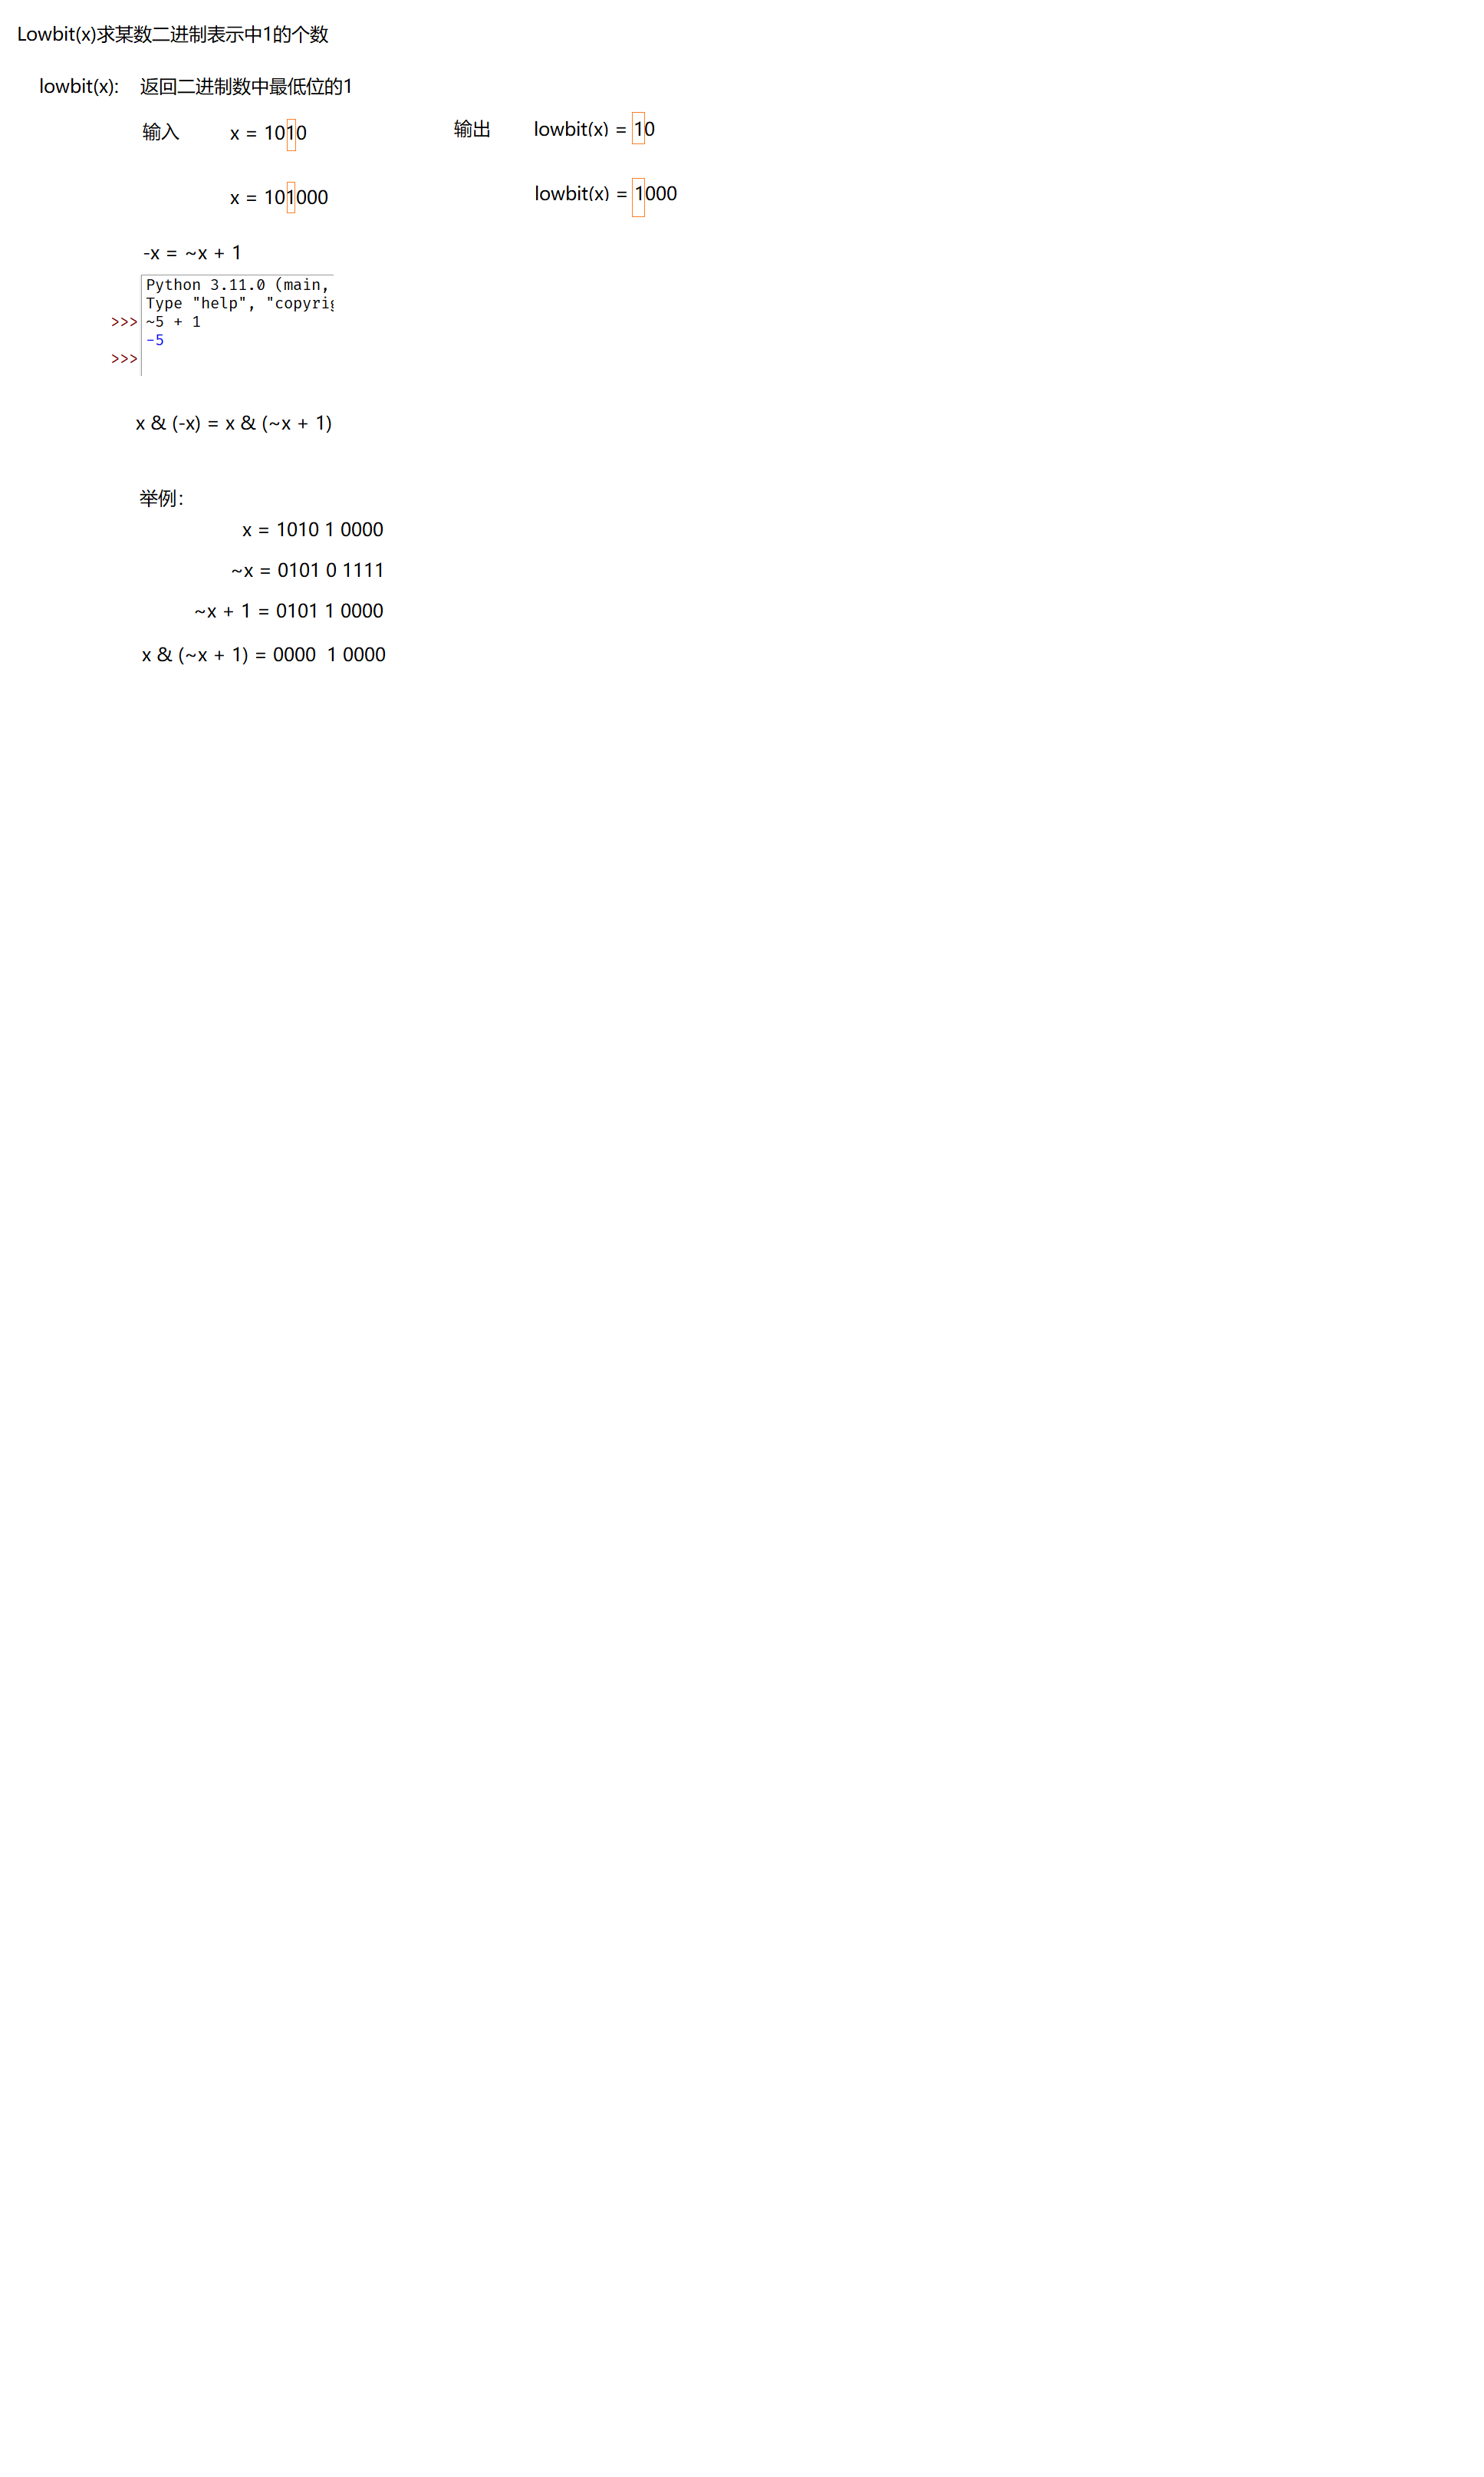 Lowbit(x)求某数二进制表示中1的个数
lowbit(x): 返回二进制数中最低位的1
输入 x = 1010 输出 lowbit(x) = 10
x = 101000 lowbit(x) = 1000
-x = ~x + 1
Python 3.11.0 (main,
Type "help", "copyrig
>>> ~5 + 1
-5
>>>
x & (-x) = x & (~x + 1)
举例：
x = 1010 1 0000
~x = 0101 0 1111
~x + 1 = 0101 1 0000
x & (~x + 1) = 0000 1 0000